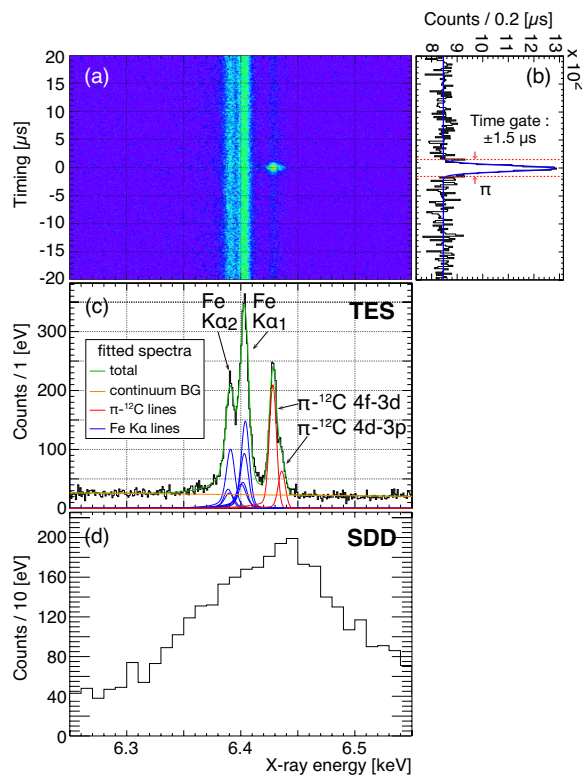 Counts / 0.2 [µs]
8 9 10 11 12 13
× 10²
(a)
(b)
Time gate :
±1.5 µs
π
Timing [µs]
20
15
10
5
0
-5
-10
-15
-20
(c)
Fe
Kα₂
Fe
Kα₁
TES
fitted spectra
total
continuum BG
π-¹²C lines
Fe Kα lines
π-¹²C 4f-3d
π-¹²C 4d-3p
Counts / 1 [eV]
300
200
100
0
(d)
SDD
Counts / 10 [eV]
200
160
120
80
40
0
6.3 6.4 6.5
X-ray energy [keV]